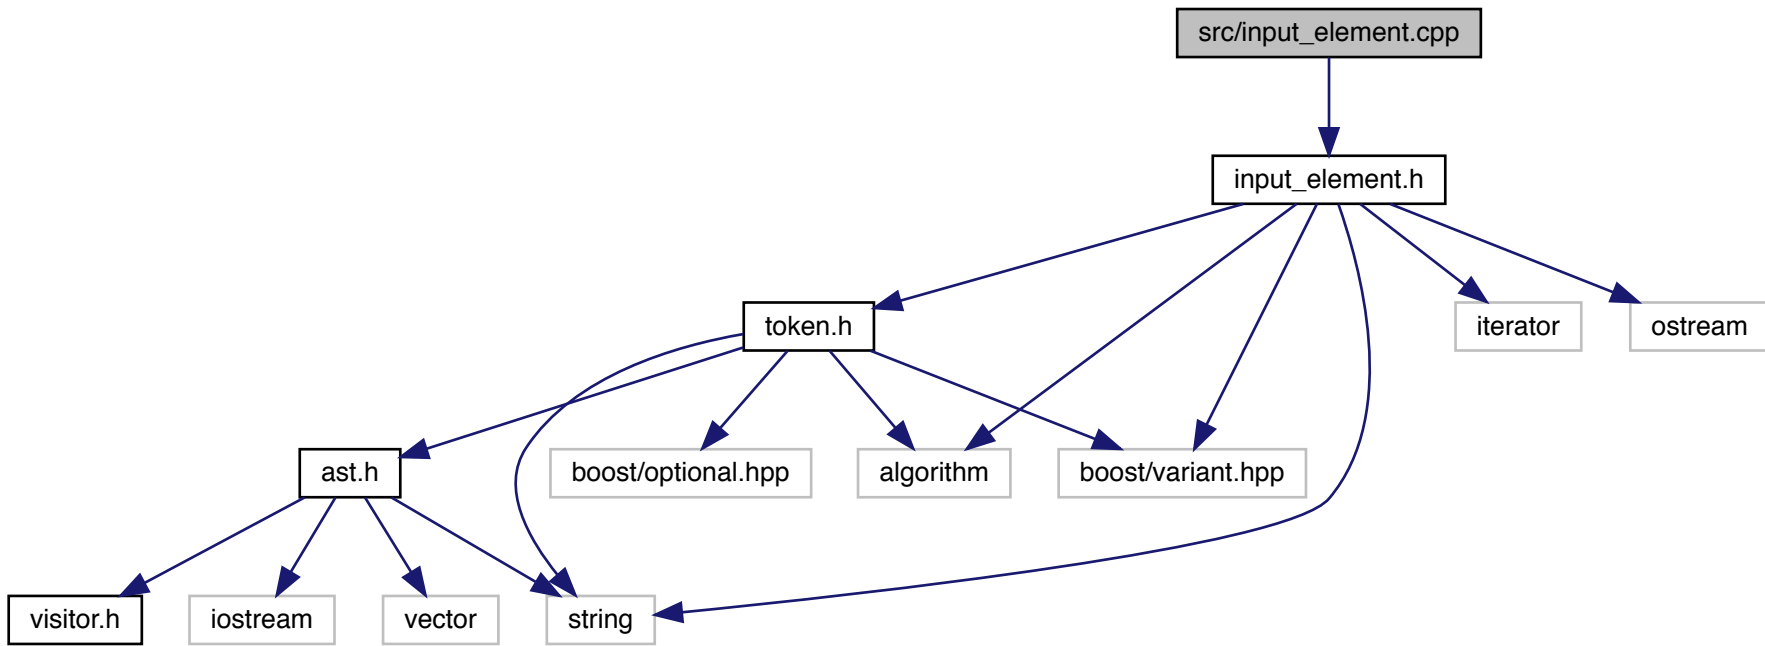 src/input_element.cpp
input_element.h
token.h
iterator
ostream
ast.h
boost/optional.hpp
algorithm
boost/variant.hpp
visitor.h
iostream
vector
string